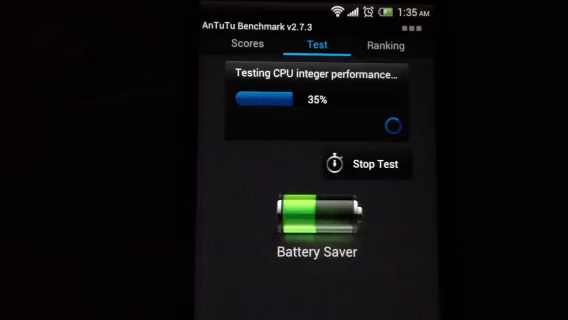 1:35 AM
AnTuTu Benchmark v2.7.3
Scores Test Ranking
Testing CPU integer performance...
35%
Stop Test
Battery Saver